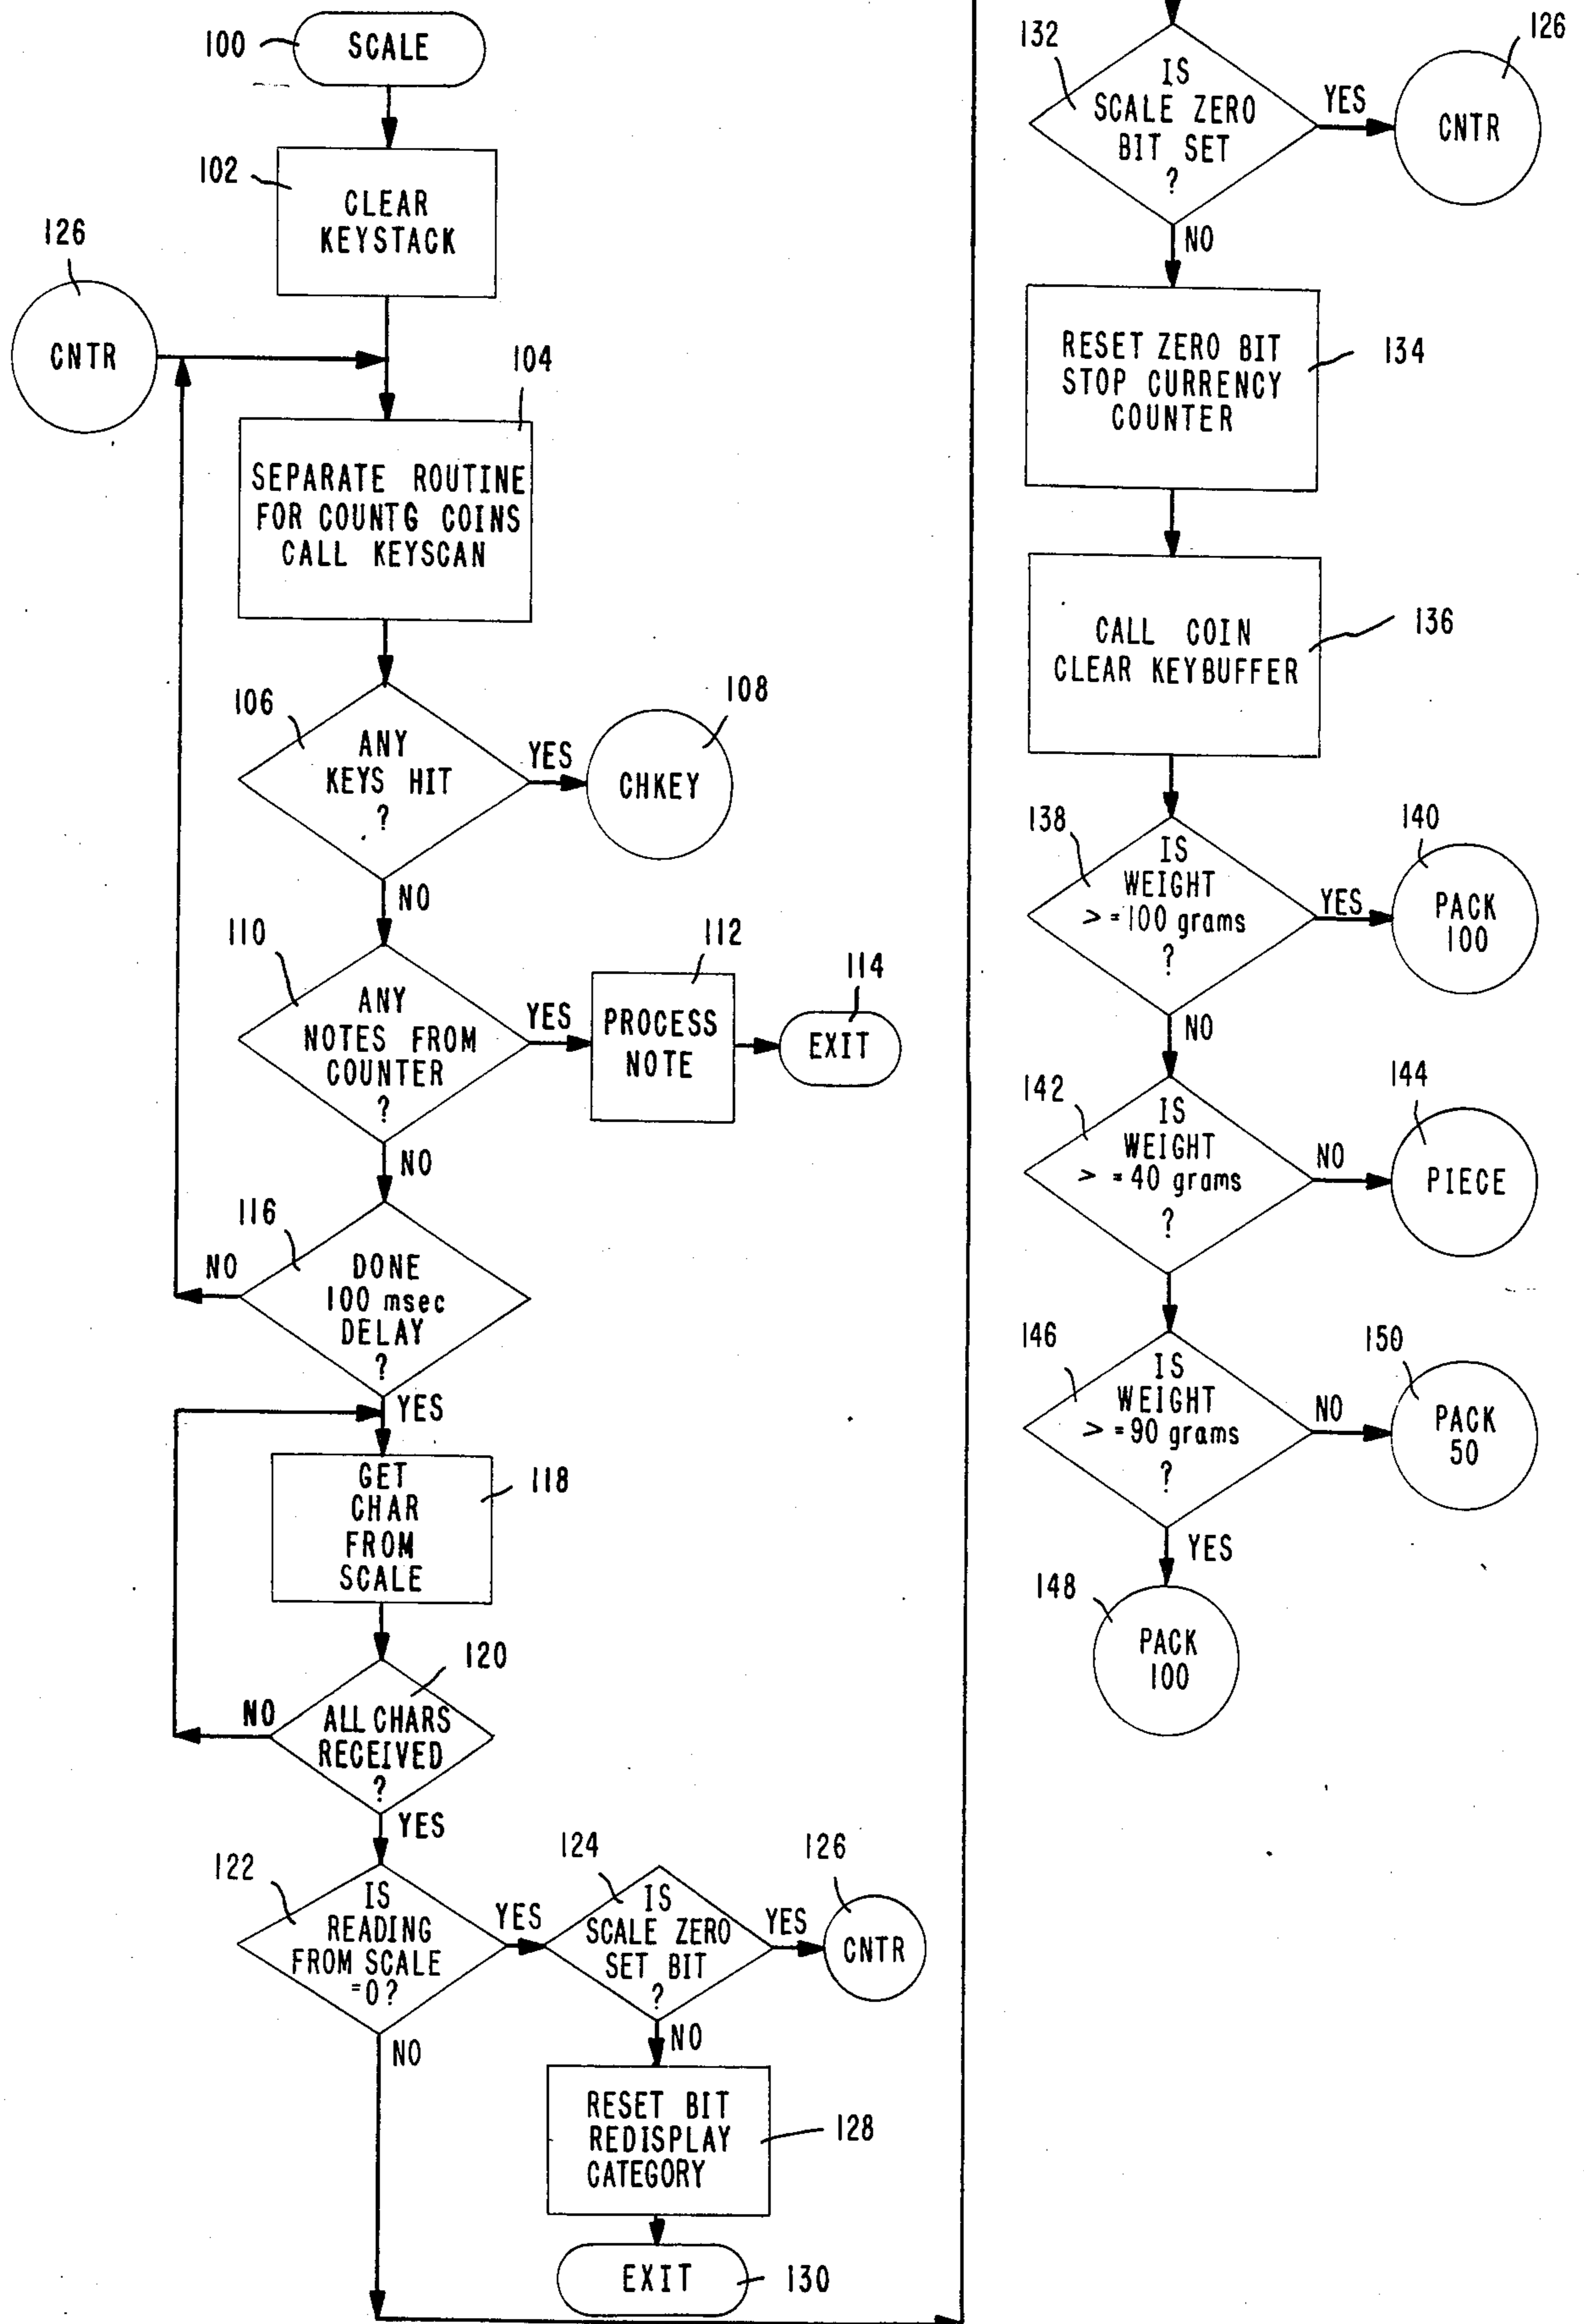 100
SCALE
102
CLEAR
KEYSTACK
126
CNTR
104
SEPARATE ROUTINE
FOR COUNTG COINS
CALL KEYSCAN
106
ANY
KEYS HIT
?
YES
108
CHKEY
NO
110
ANY
NOTES FROM
COUNTER
?
YES
112
PROCESS
NOTE
114
EXIT
NO
116
DONE
100 msec
DELAY
?
NO
YES
GET
CHAR
FROM
SCALE
118
120
ALL CHARS
RECEIVED
?
NO
YES
122
IS
READING
FROM SCALE
=0?
YES
124
IS
SCALE ZERO
SET BIT
?
YES
126
CNTR
NO
NO
RESET BIT
REDISPLAY
CATEGORY
128
EXIT
130
132
IS
SCALE ZERO
BIT SET
?
YES
126
CNTR
NO
RESET ZERO BIT
STOP CURRENCY
COUNTER
134
CALL COIN
CLEAR KEYBUFFER
136
138
IS
WEIGHT
>=100 grams
?
YES
140
PACK
100
NO
142
IS
WEIGHT
>=40 grams
?
NO
144
PIECE
146
IS
WEIGHT
>=90 grams
?
NO
150
PACK
50
YES
148
PACK
100